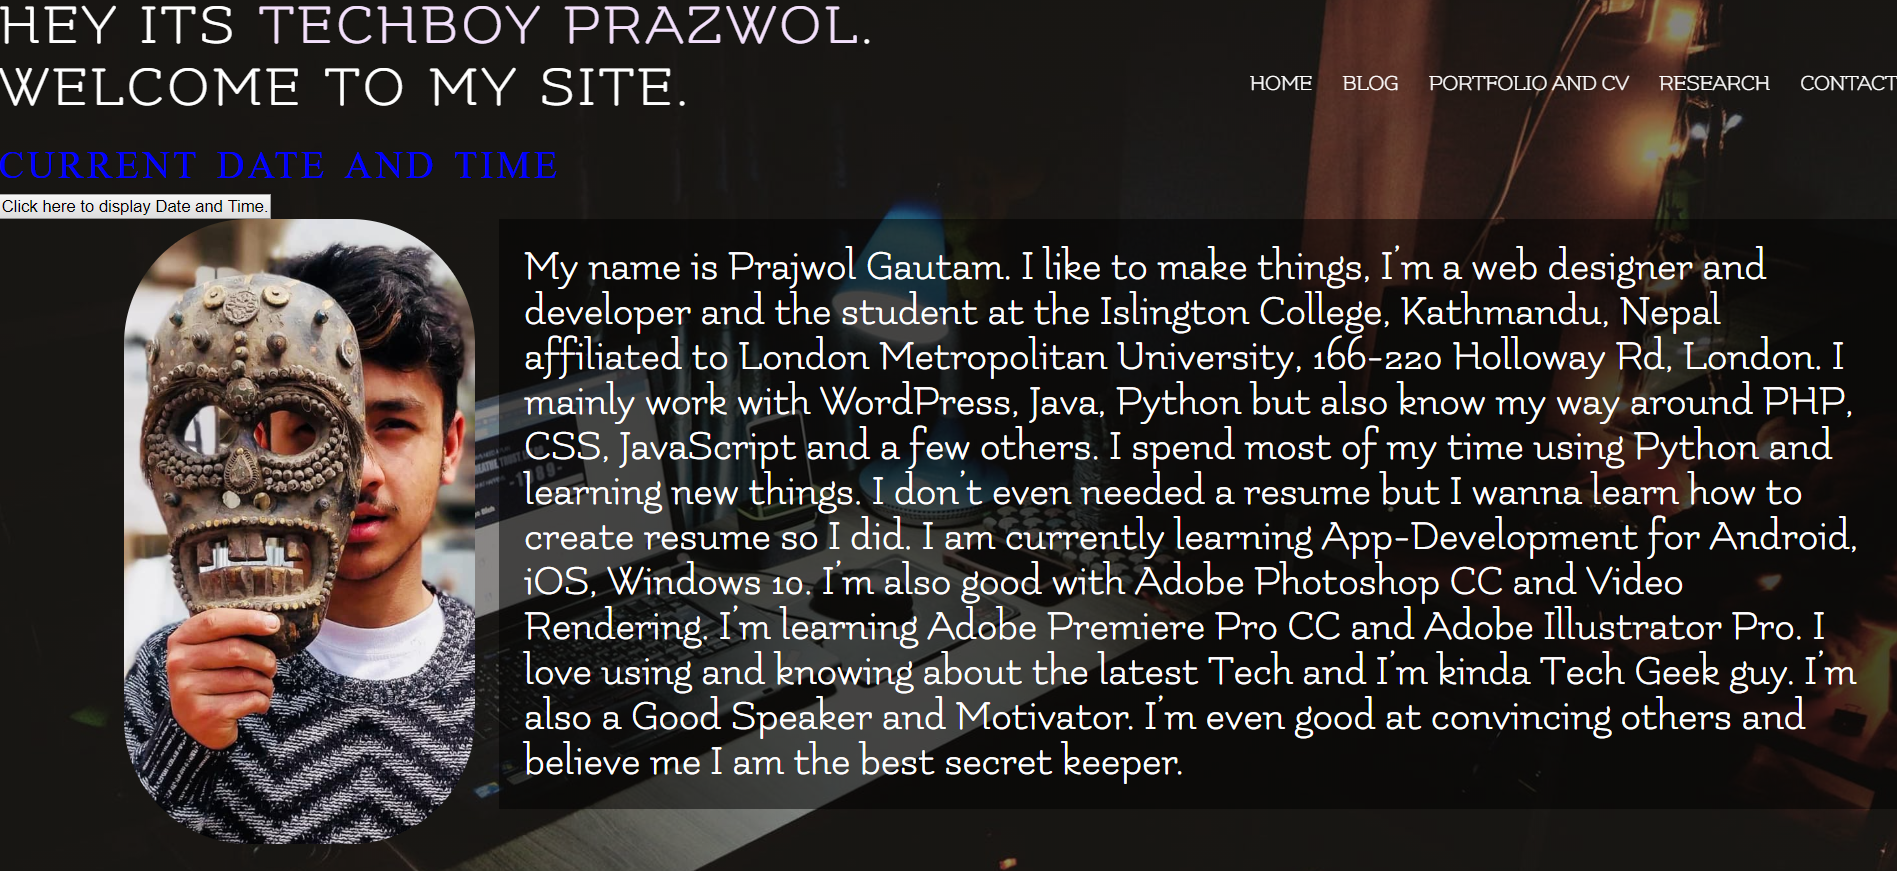 HEY ITS TECHBOY PRAZWOL.
WELCOME TO MY SITE.
HOME BLOG PORTFOLIO AND CV RESEARCH CONTACT
CURRENT DATE AND TIME
Click here to display Date and Time.
My name is Prajwol Gautam. I like to make things, I'm a web designer and
developer and the student at the Islington College, Kathmandu, Nepal
affiliated to London Metropolitan University, 166-220 Holloway Rd, London. I
mainly work with WordPress, Java, Python but also know my way around PHP,
CSS, JavaScript and a few others. I spend most of my time using Python and
learning new things. I don't even needed a resume but I wanna learn how to
create resume so I did. I am currently learning App-Development for Android,
iOS, Windows 10. I'm also good with Adobe Photoshop CC and Video
Rendering. I'm learning Adobe Premiere Pro CC and Adobe Illustrator Pro. I
love using and knowing about the latest Tech and I'm kinda Tech Geek guy. I'm
also a Good Speaker and Motivator. I'm even good at convincing others and
believe me I am the best secret keeper.